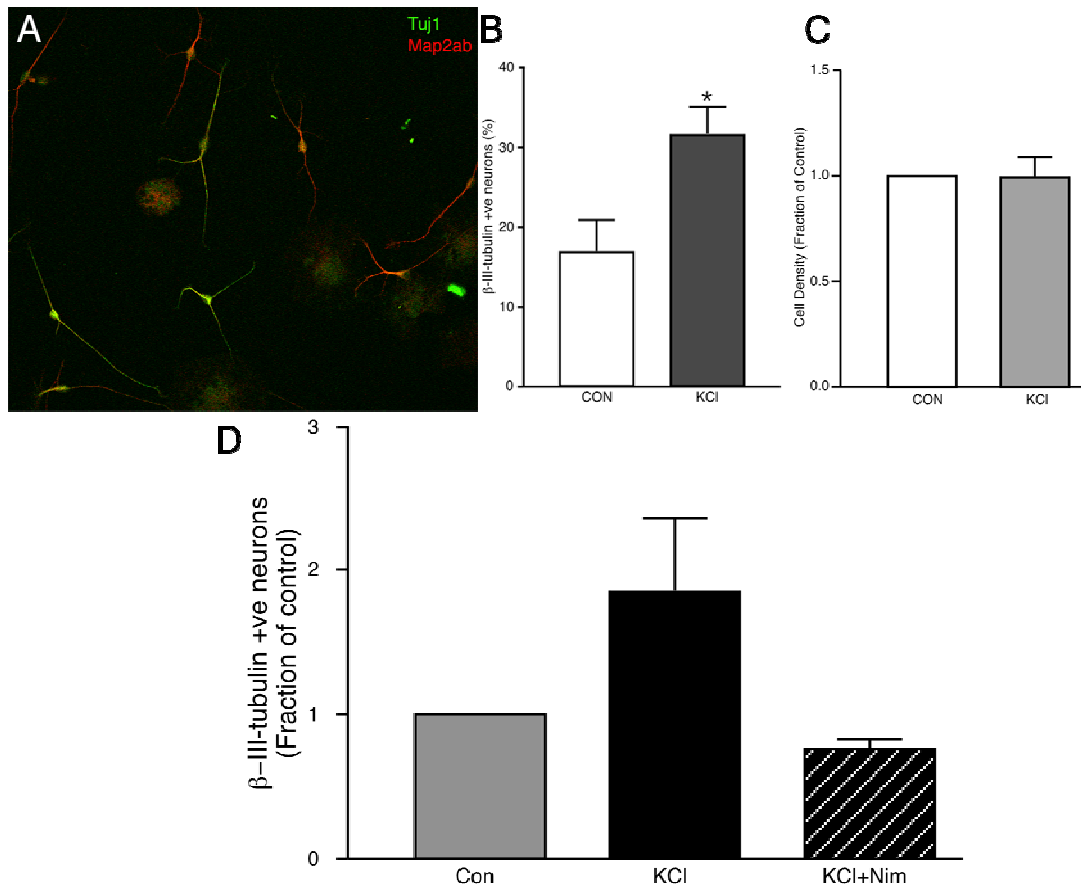 A
Tuj1
Map2ab
B
β-III-tubulin +ve neurons (%)
40
30
20
10
0
*
CON
KCl
C
Cell Density (Fraction of Control)
1.5
1.0
0.5
0.0
CON
KCl
D
β–III-tubulin +ve neurons
(Fraction of control)
3
2
1
0
Con
KCl
KCl+Nim